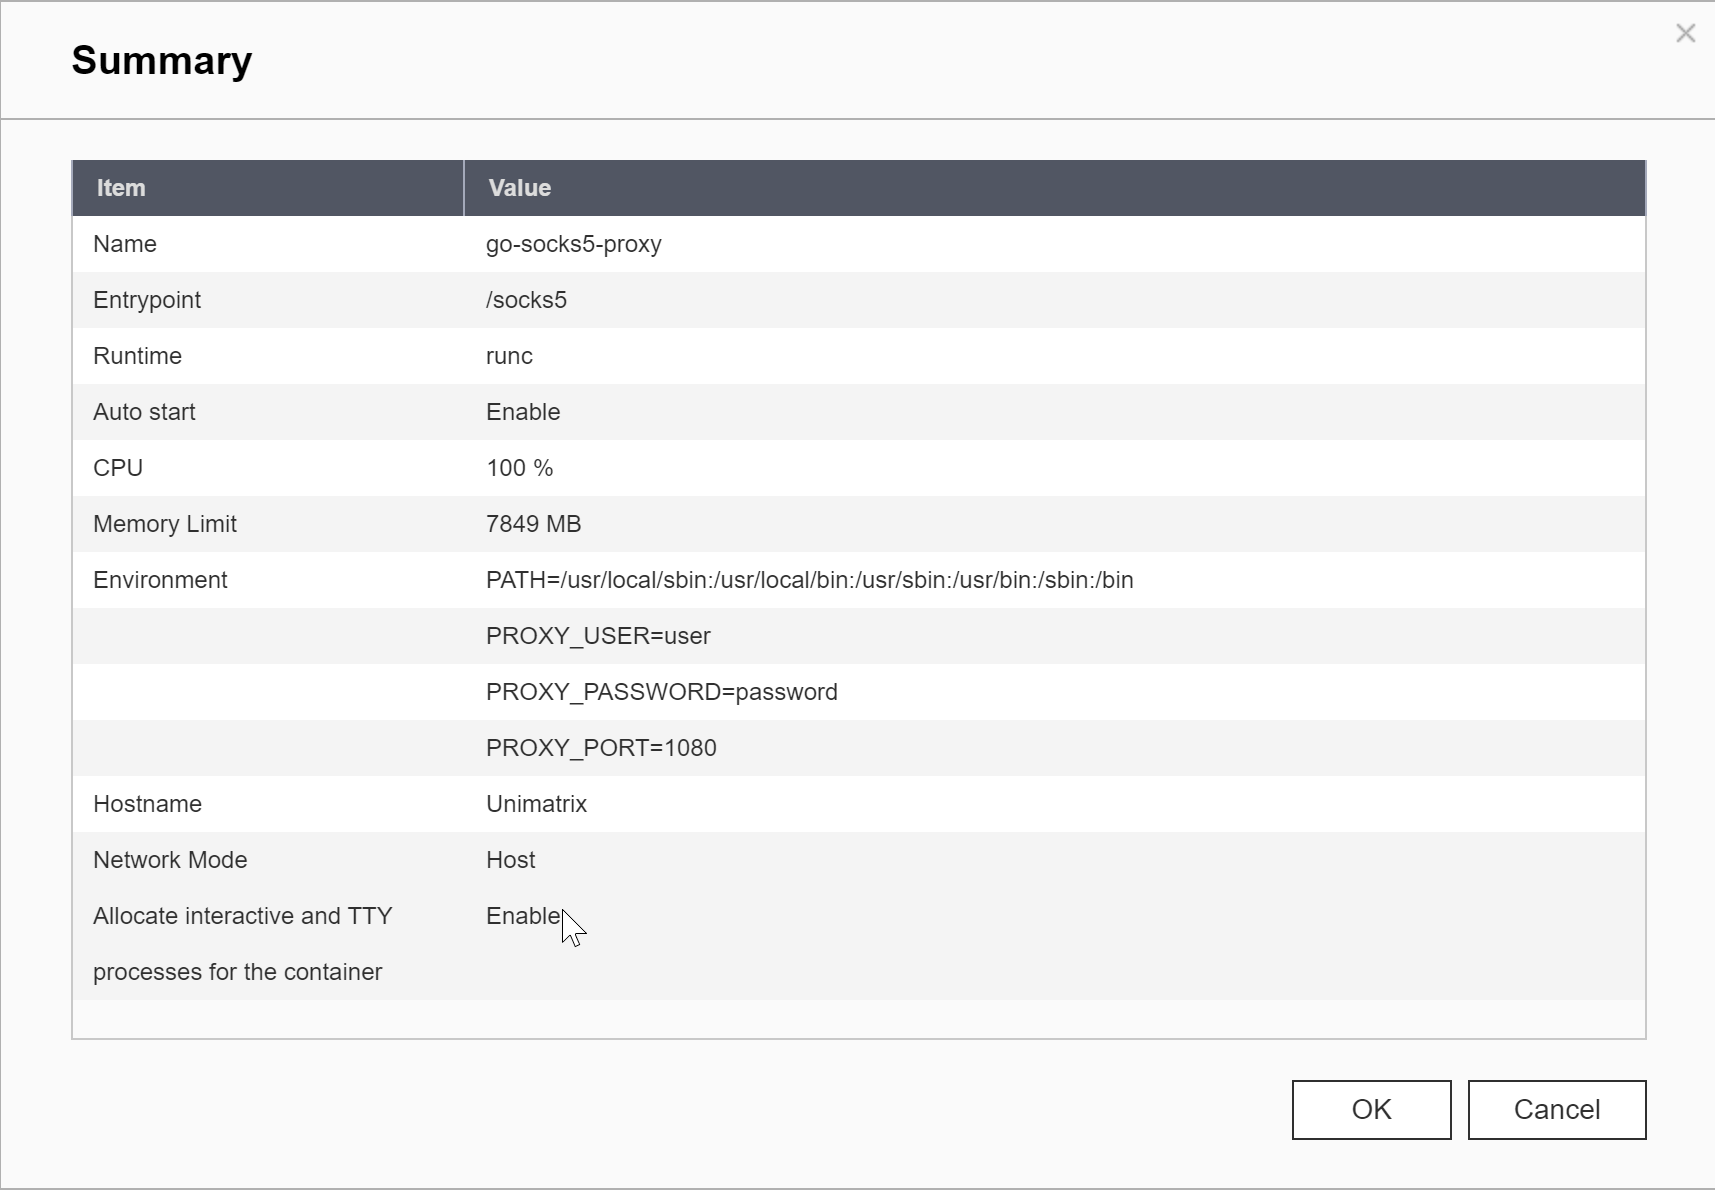 Summary
Item Value
Name go-socks5-proxy
Entrypoint /socks5
Runtime runc
Auto start Enable
CPU 100 %
Memory Limit 7849 MB
Environment PATH=/usr/local/sbin:/usr/local/bin:/usr/sbin:/usr/bin:/sbin:/bin
PROXY_USER=user
PROXY_PASSWORD=password
PROXY_PORT=1080
Hostname Unimatrix
Network Mode Host
Allocate interactive and TTY Enable
processes for the container
OK Cancel